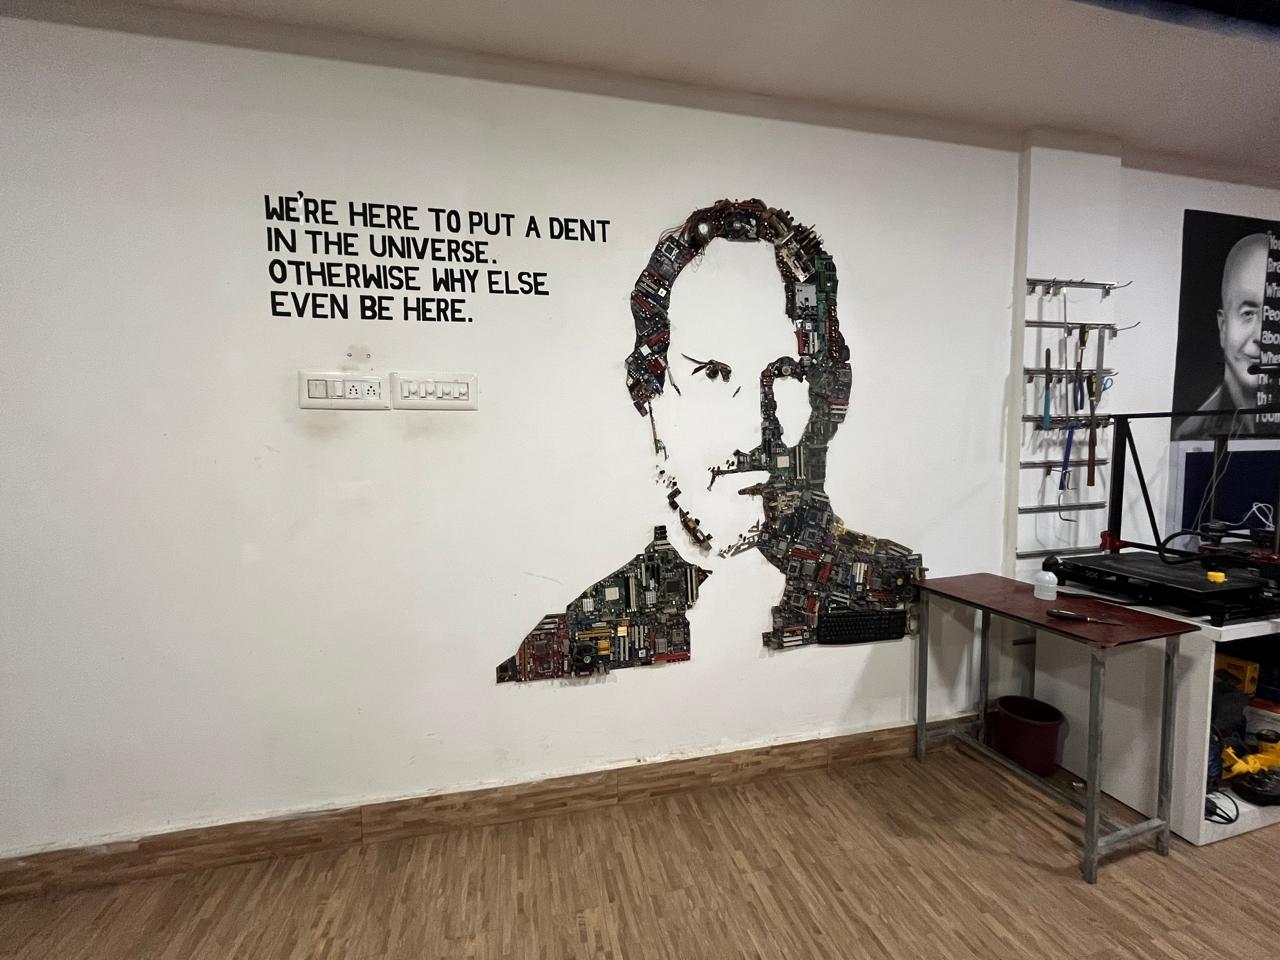 WE'RE HERE TO PUT A DENT
IN THE UNIVERSE.
OTHERWISE WHY ELSE
EVEN BE HERE.